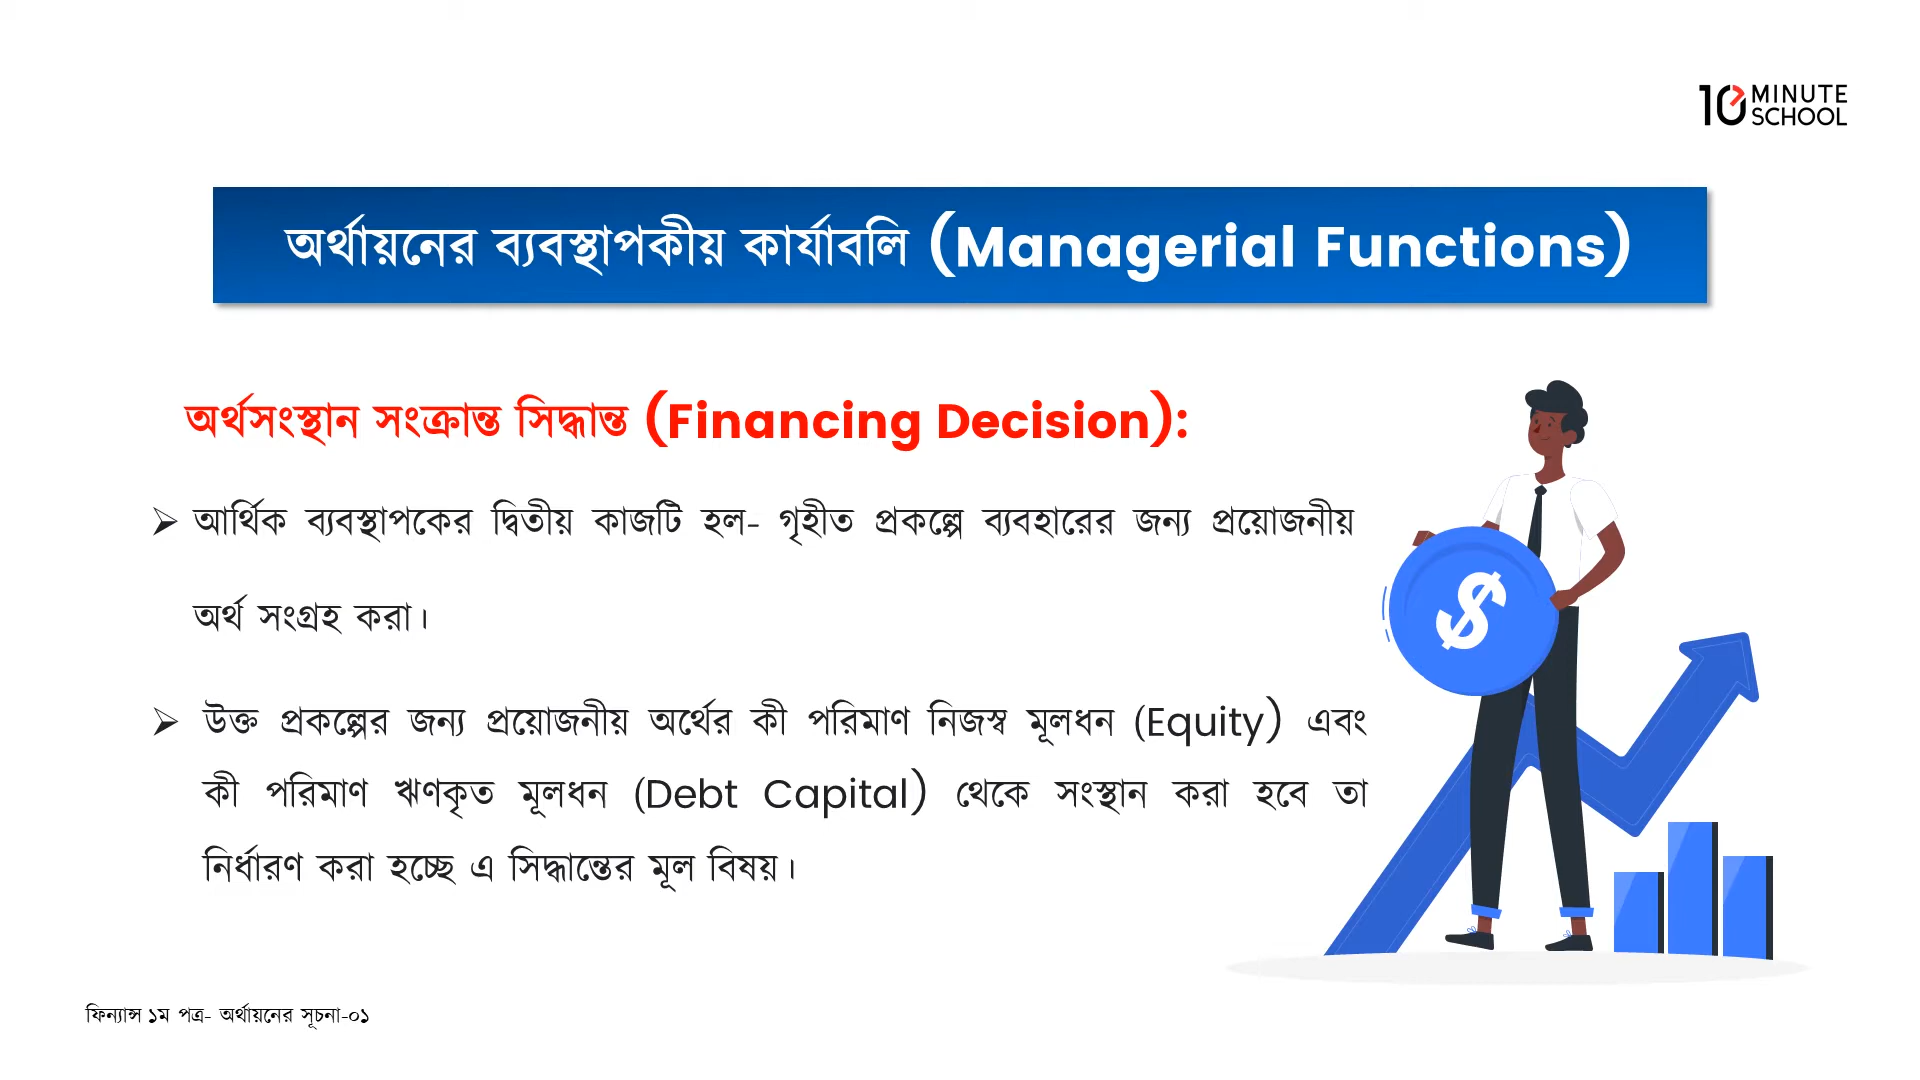 10 MINUTE
SCHOOL
অর্থায়নের ব্যবস্থাপকীয় কার্যাবলি (Managerial Functions)
অর্থসংস্থান সংক্রান্ত সিদ্ধান্ত (Financing Decision):
➢ আর্থিক ব্যবস্থাপকের দ্বিতীয় কাজটি হল- গৃহীত প্রকল্পে ব্যবহারের জন্য প্রয়োজনীয়
অর্থ সংগ্রহ করা।
➢ উক্ত প্রকল্পের জন্য প্রয়োজনীয় অর্থের কী পরিমাণ নিজস্ব মূলধন (Equity) এবং
কী পরিমাণ ঋণকৃত মূলধন (Debt Capital) থেকে সংস্থান করা হবে তা
নির্ধারণ করা হচ্ছে এ সিদ্ধান্তের মূল বিষয়।
$
ফিন্যান্স ১ম পত্র- অর্থায়নের সূচনা-০১